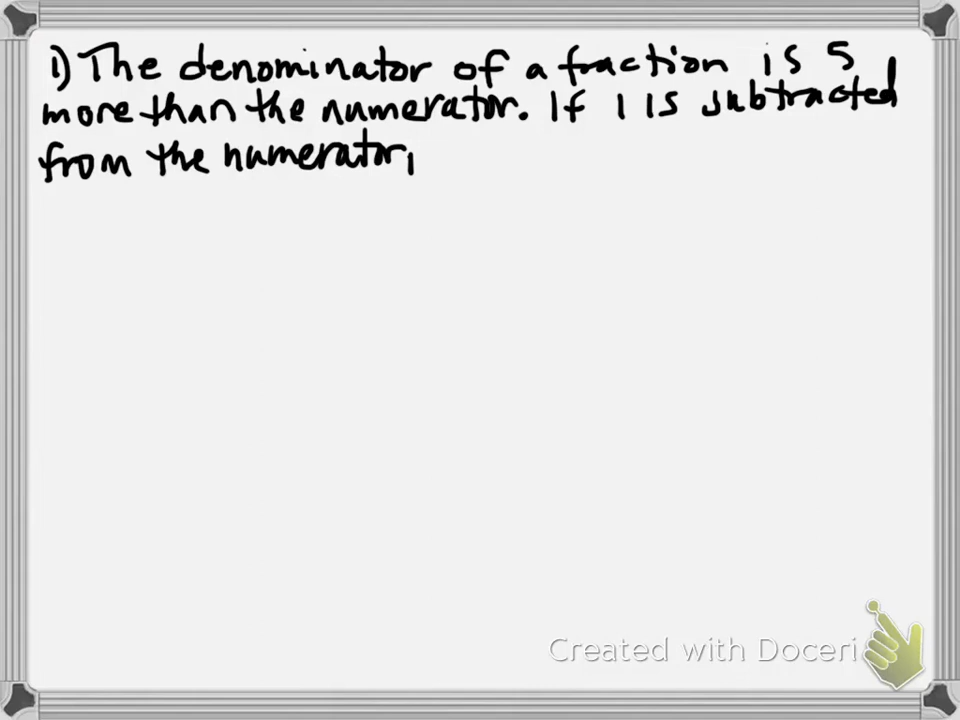 1) The denominator of a fraction is 5
more than the numerator. If 1 is subtracted
from the numerator,
Created with Doceri